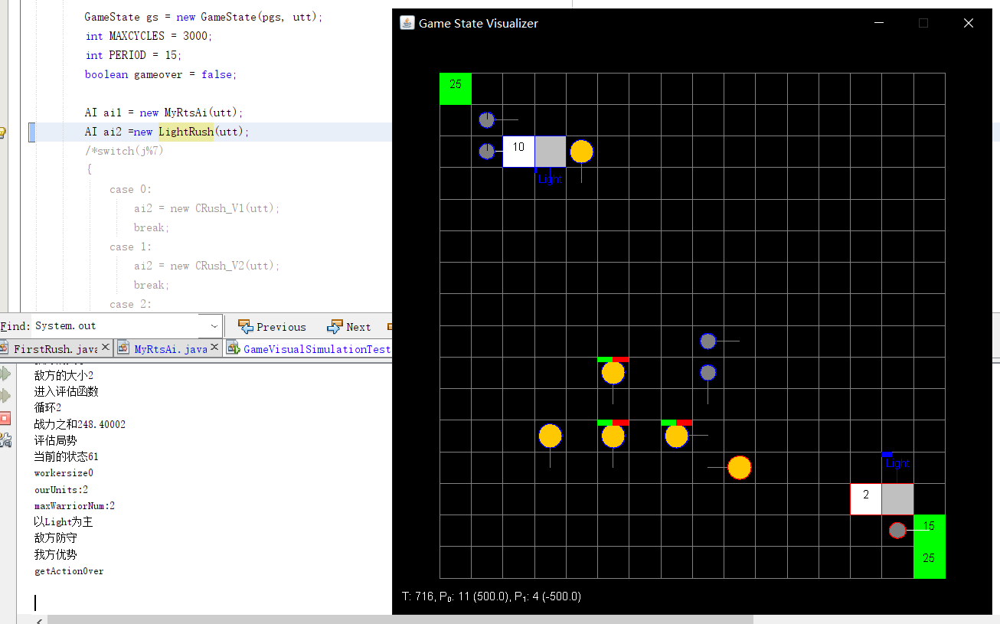 GameState gs = new GameState(pgs, utt);
int MAXCYCLES = 3000;
int PERIOD = 15;
boolean gameover = false;
AI ai1 = new MyRtsAi(utt);
AI ai2 =new LightRush(utt);
/*switch(j%7)
{
case 0:
ai2 = new CRush_V1(utt);
break;
case 1:
ai2 = new CRush_V2(utt);
break;
case 2:
Find: System.out
Previous
Next
FirstRush.java
MyRtsAi.java
GameVisualSimulationTest
敌方的大小2
进入评估函数
循环2
战力之和248.40002
评估局势
当前的状态61
workersize0
ourUnits:2
maxWarriorNum:2
以Light为主
敌方防守
我方优势
getActionOver
Game State Visualizer
25
10
Light
Light
2
15
25
T: 716, P₀: 11 (500.0), P₁: 4 (-500.0)